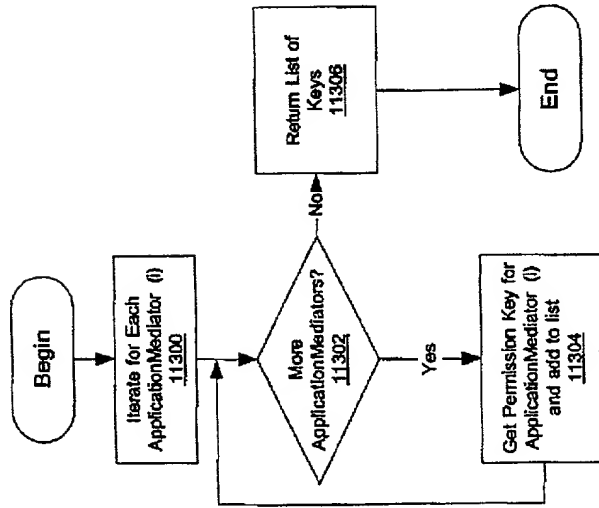 Begin
Iterate for Each
ApplicationMediator (i)
11300
More
ApplicationMediators?
11302
No
Return List of
Keys
11306
End
Yes
Get Permission Key for
ApplicationMediator (i)
and add to list
11304